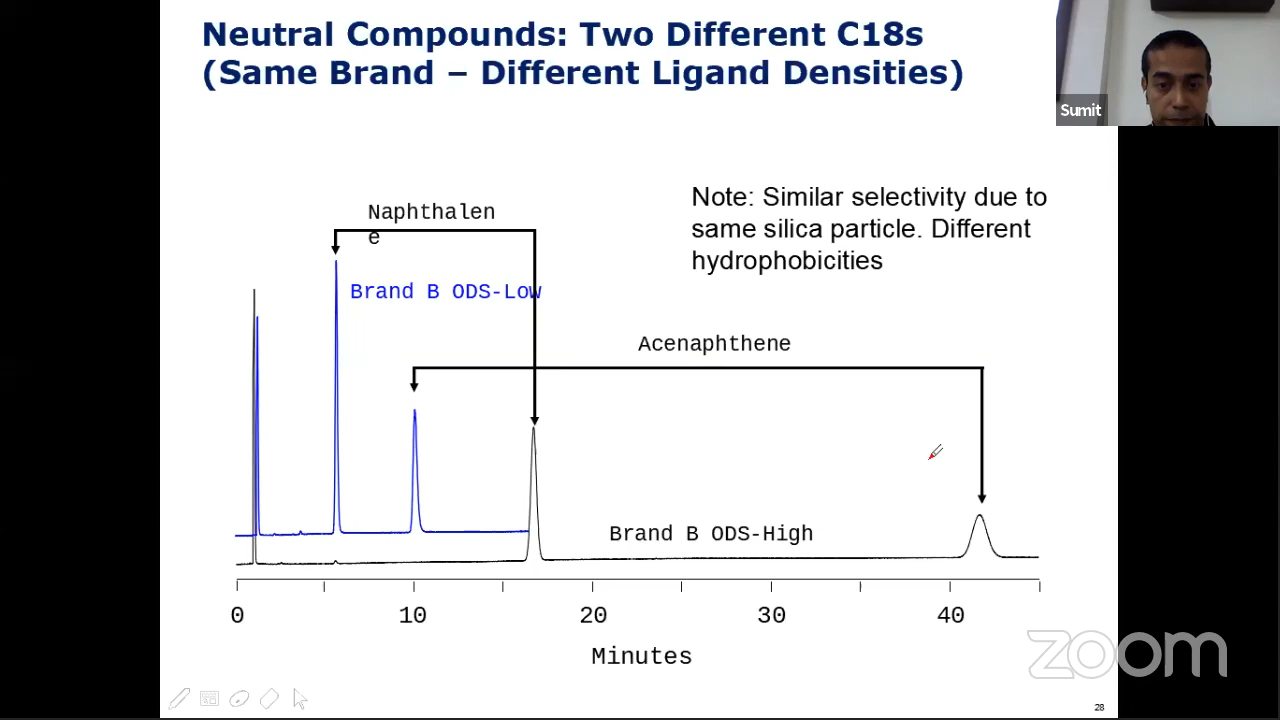 Neutral Compounds: Two Different C18s
(Same Brand – Different Ligand Densities)
Sumit
Note: Similar selectivity due to
same silica particle. Different
hydrophobicities
Naphthalen
e
Brand B ODS-Low
Acenaphthene
Brand B ODS-High
0 10 20 30 40
Minutes
zoom
28